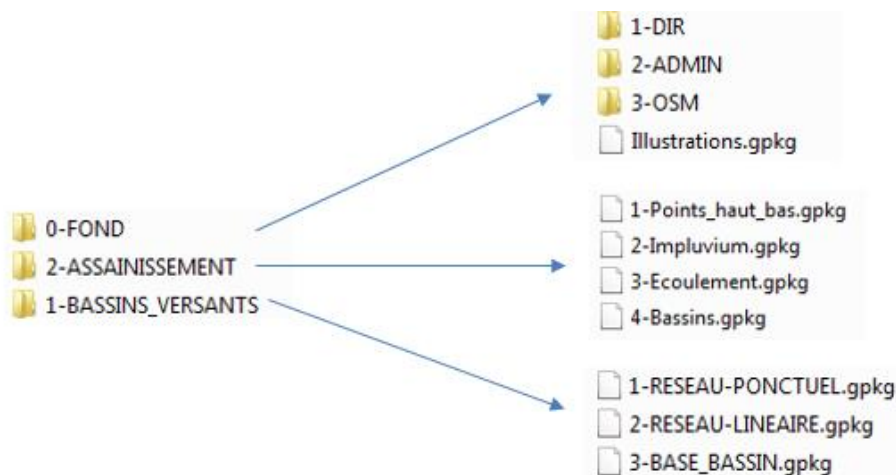 0-FOND
2-ASSAINISSEMENT
1-BASSINS_VERSANTS
1-DIR
2-ADMIN
3-OSM
Illustrations.gpkg
1-Points_haut_bas.gpkg
2-Impluvium.gpkg
3-Ecoulement.gpkg
4-Bassins.gpkg
1-RESEAU-PONCTUEL.gpkg
2-RESEAU-LINEAIRE.gpkg
3-BASE_BASSIN.gpkg